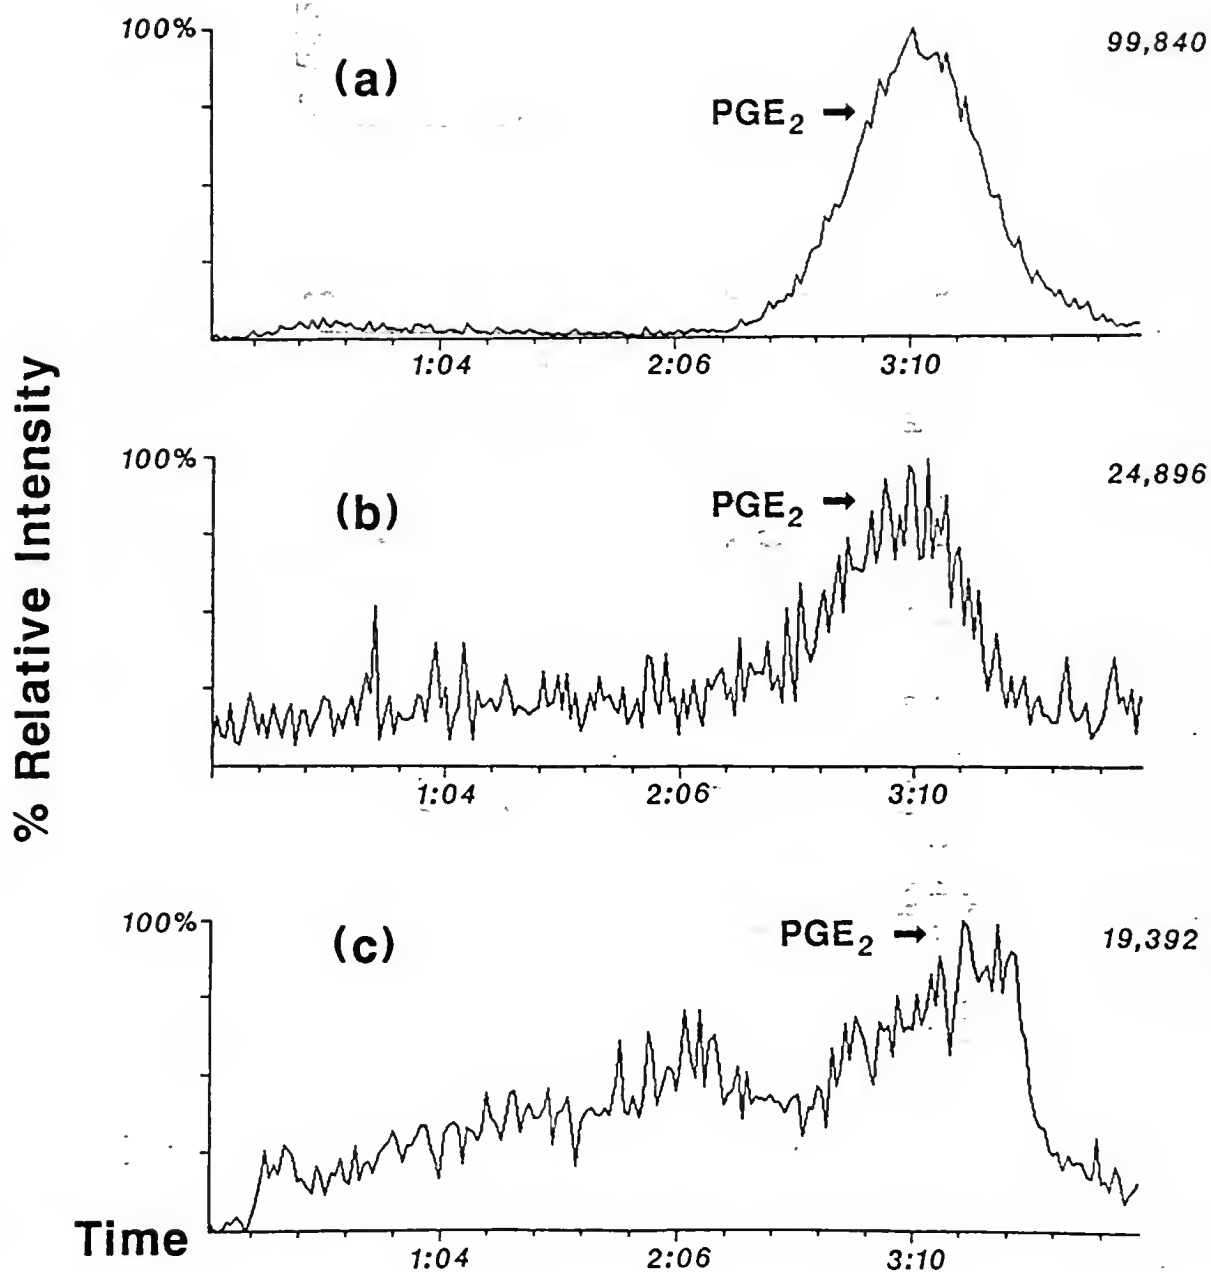 100%
(a)
PGE₂ →
99,840
1:04
2:06
3:10
% Relative Intensity
100%
(b)
PGE₂ →
24,896
1:04
2:06
3:10
100%
(c)
PGE₂ →
19,392
Time
1:04
2:06
3:10